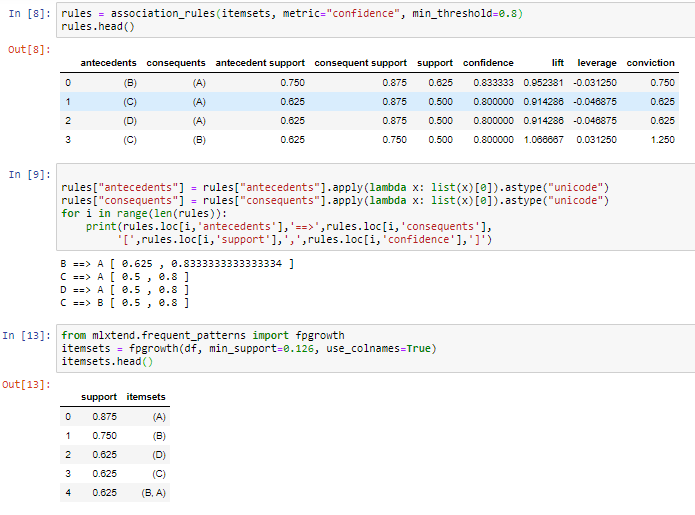 In [8]: rules = association_rules(itemsets, metric="confidence", min_threshold=0.8)
rules.head()
Out[8]:
antecedents consequents antecedent support consequent support support confidence lift leverage conviction
0 (B) (A) 0.750 0.875 0.625 0.833333 0.952381 -0.031250 0.750
1 (C) (A) 0.625 0.875 0.500 0.800000 0.914286 -0.046875 0.625
2 (D) (A) 0.625 0.875 0.500 0.800000 0.914286 -0.046875 0.625
3 (C) (B) 0.625 0.750 0.500 0.800000 1.066667 0.031250 1.250
In [9]:
rules["antecedents"] = rules["antecedents"].apply(lambda x: list(x)[0]).astype("unicode")
rules["consequents"] = rules["consequents"].apply(lambda x: list(x)[0]).astype("unicode")
for i in range(len(rules)):
    print(rules.loc[i,'antecedents'],'==>',rules.loc[i,'consequents'],
         '[',rules.loc[i,'support'],',',rules.loc[i,'confidence'],']')
B ==> A [ 0.625 , 0.8333333333333334 ]
C ==> A [ 0.5 , 0.8 ]
D ==> A [ 0.5 , 0.8 ]
C ==> B [ 0.5 , 0.8 ]
In [13]: from mlxtend.frequent_patterns import fpgrowth
itemsets = fpgrowth(df, min_support=0.126, use_colnames=True)
itemsets.head()
Out[13]:
support itemsets
0 0.875 (A)
1 0.750 (B)
2 0.625 (D)
3 0.625 (C)
4 0.625 (B, A)